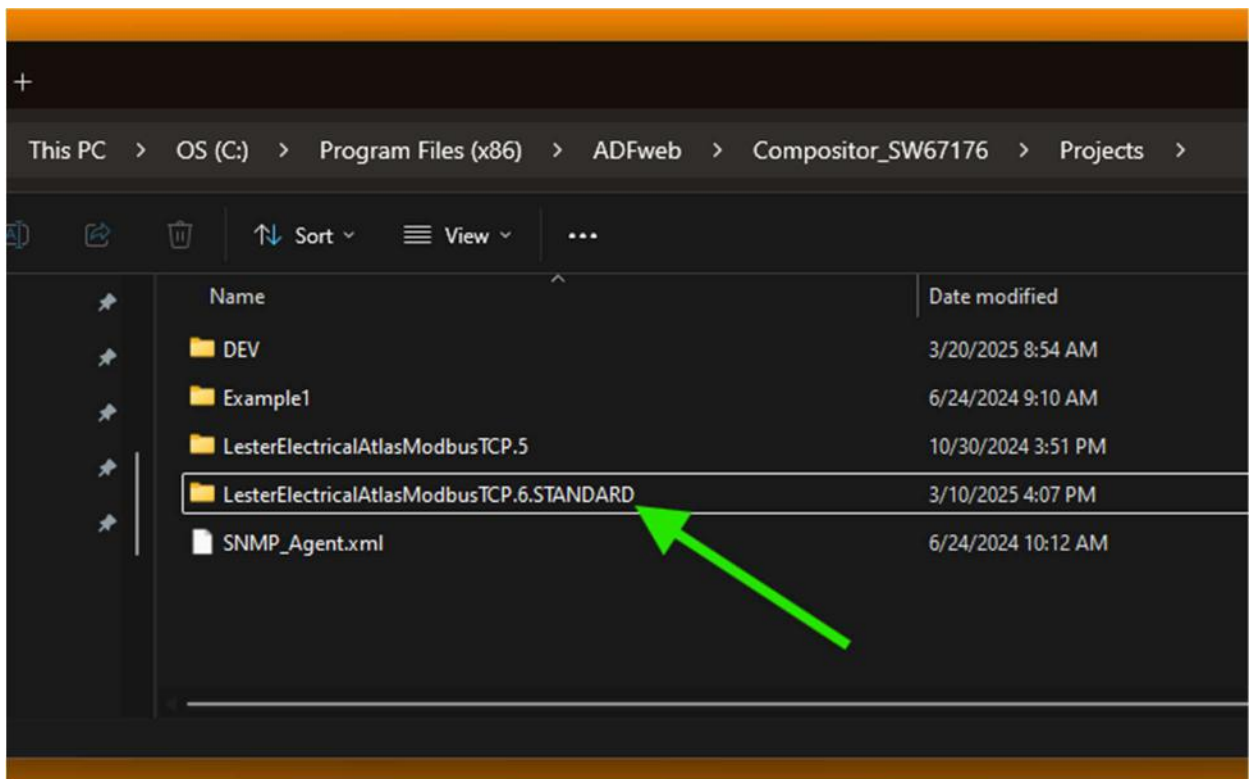 This PC > OS (C:) > Program Files (x86) > ADFweb > Compositor_SW67176 > Projects >
Sort View •••
Name Date modified
DEV 3/20/2025 8:54 AM
Example1 6/24/2024 9:10 AM
LesterElectricalAtlasModbusTCP.5 10/30/2024 3:51 PM
LesterElectricalAtlasModbusTCP.6.STANDARD 3/10/2025 4:07 PM
SNMP_Agent.xml 6/24/2024 10:12 AM